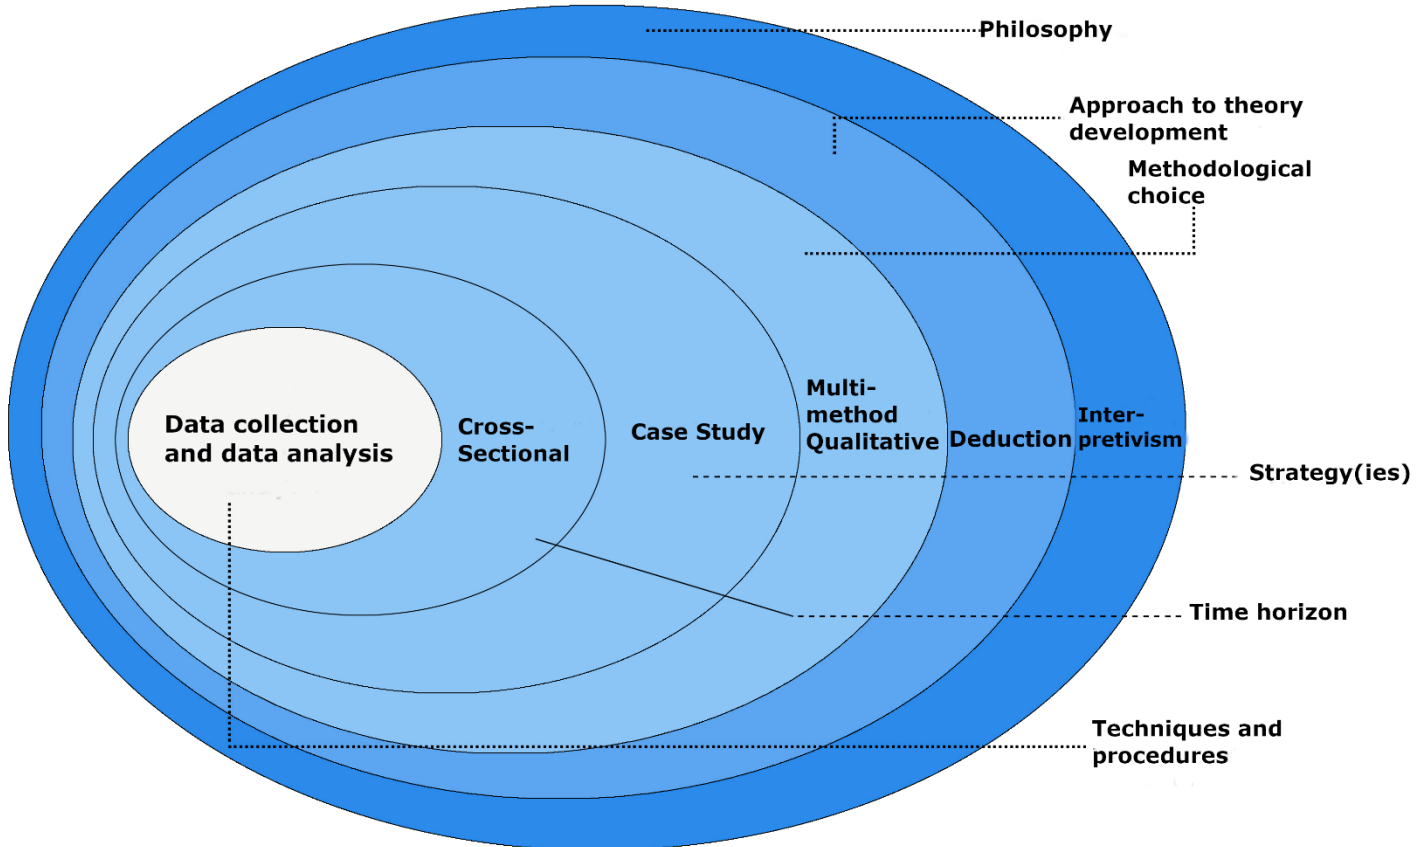 Philosophy
Approach to theory
development
Methodological
choice
Data collection
and data analysis
Cross-
Sectional
Case Study
Multi-
method
Qualitative
Deduction
Inter-
pretivism
Strategy(ies)
Time horizon
Techniques and
procedures